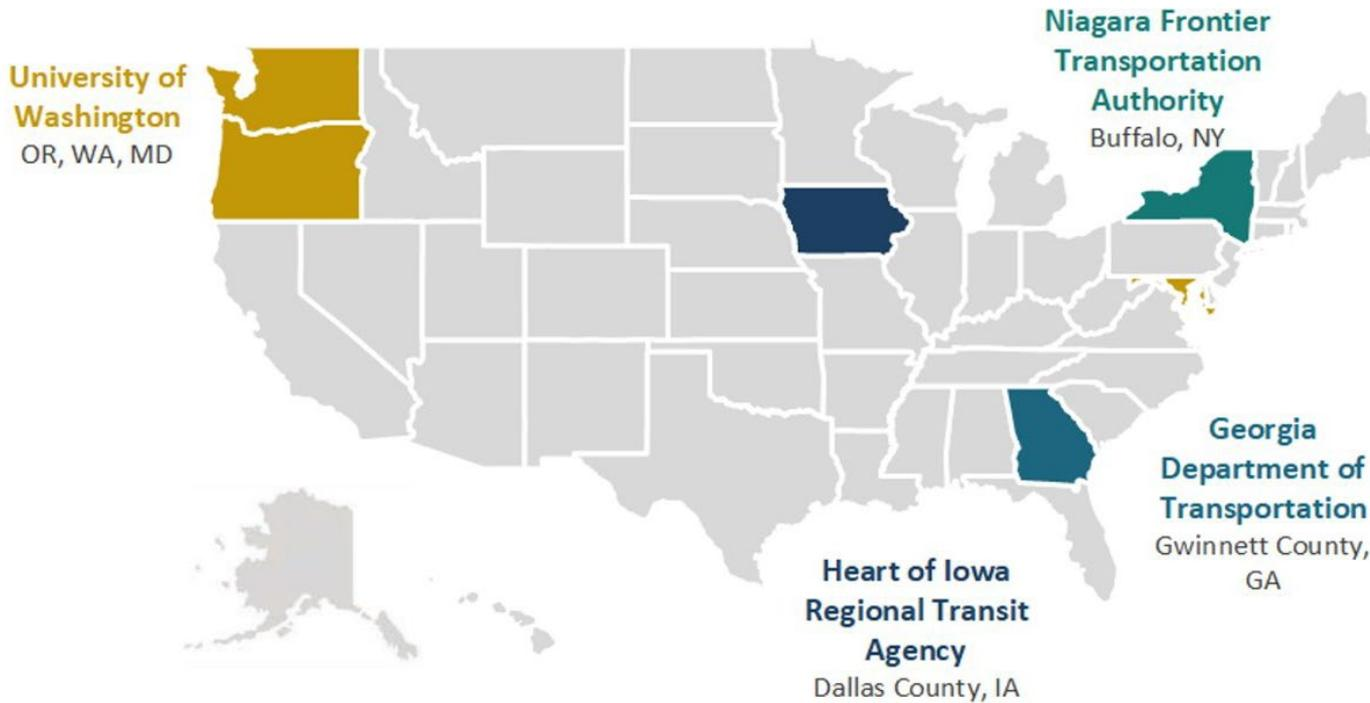 University of
Washington
OR, WA, MD
Niagara Frontier
Transportation
Authority
Buffalo, NY
Georgia
Department of
Transportation
Gwinnett County,
GA
Heart of Iowa
Regional Transit
Agency
Dallas County, IA